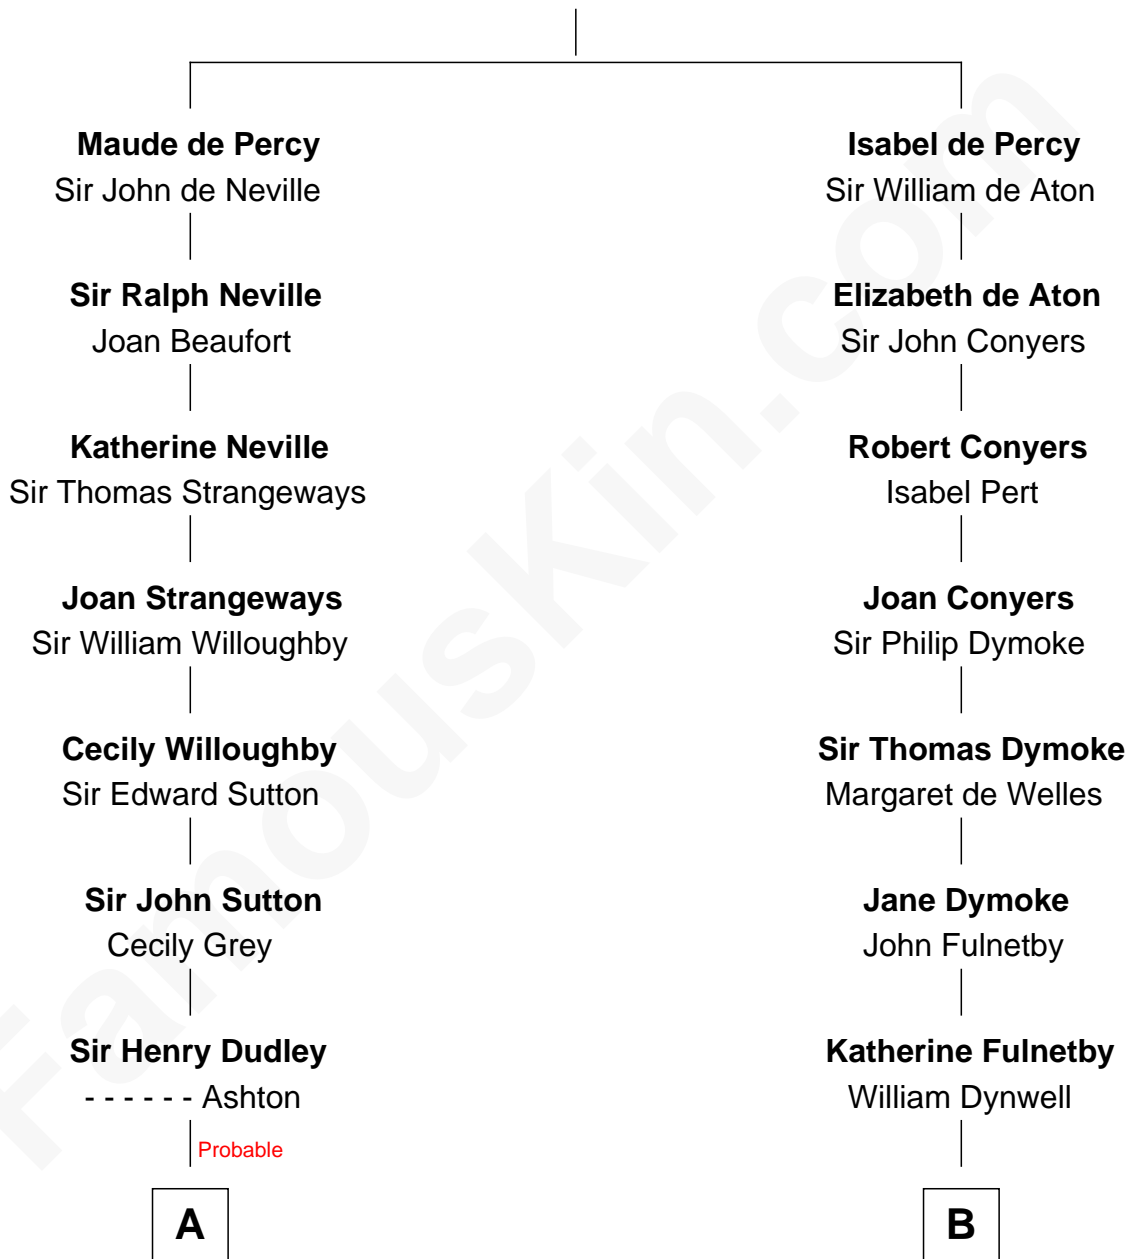 Maude de Percy
Sir John de Neville
Sir Ralph Neville
Joan Beaufort
Katherine Neville
Sir Thomas Strangeways
Joan Strangeways
Sir William Willoughby
Cecily Willoughby
Sir Edward Sutton
Sir John Sutton
Cecily Grey
Sir Henry Dudley
- - - - - - Ashton
Probable
A
Isabel de Percy
Sir William de Aton
Elizabeth de Aton
Sir John Conyers
Robert Conyers
Isabel Pert
Joan Conyers
Sir Philip Dymoke
Sir Thomas Dymoke
Margaret de Welles
Jane Dymoke
John Fulnetby
Katherine Fulnetby
William Dynwell
B
FamousKin.com